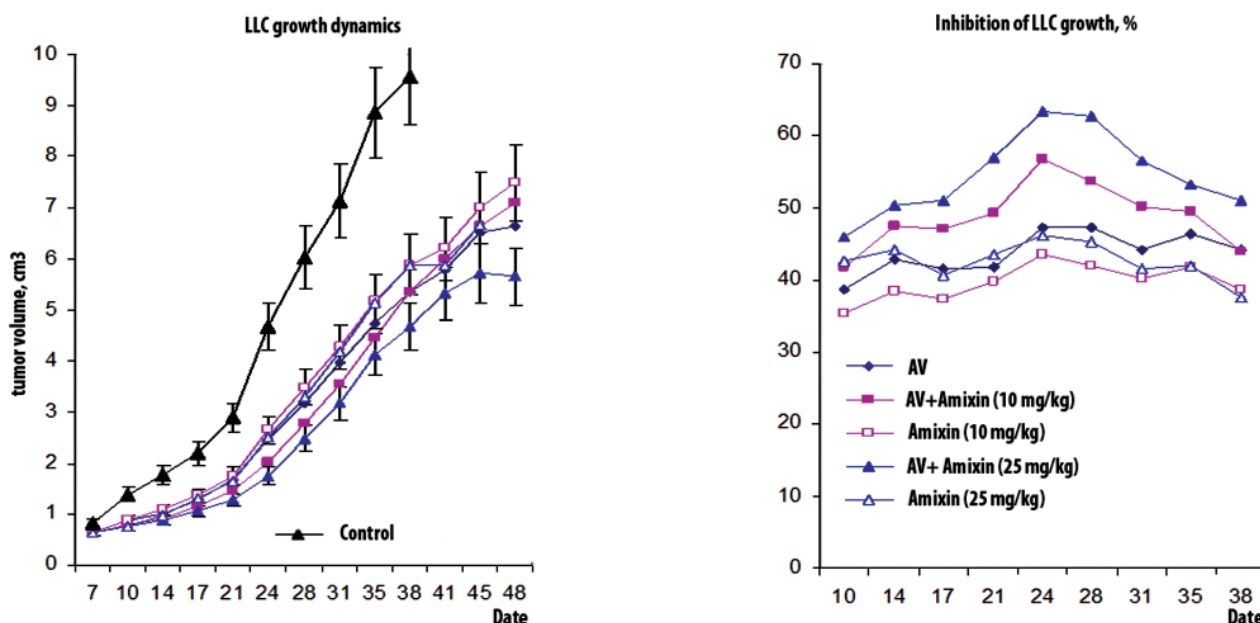 LLC growth dynamics
tumor volume, cm3
10
9
8
7
6
5
4
3
2
1
0
Control
7 10 14 17 21 24 28 31 35 38 41 45 48
Date
Inhibition of LLC growth, %
70
60
50
40
30
20
10
0
AV
AV+Amixin (10 mg/kg)
Amixin (10 mg/kg)
AV+ Amixin (25 mg/kg)
Amixin (25 mg/kg)
10 14 17 21 24 28 31 35 38
Date